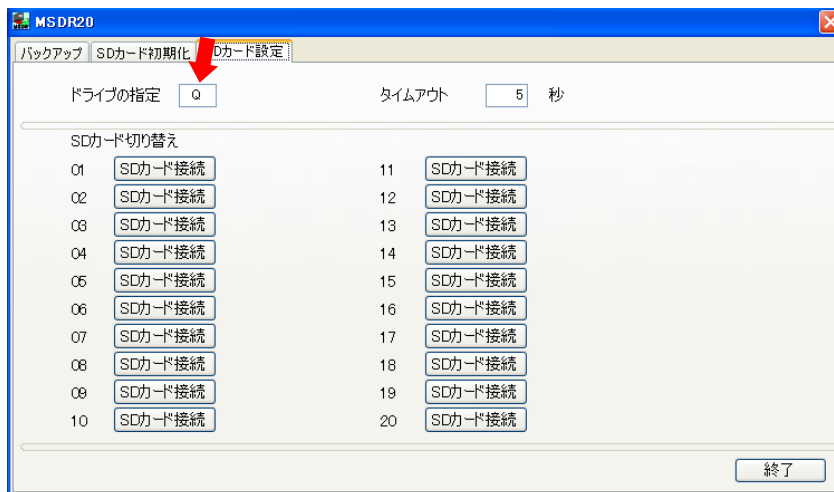 MSDR20
バックアップ SDカード初期化 Dカード設定
ドライブの指定 Q タイムアウト 5 秒
SDカード切り替え
01 SDカード接続 11 SDカード接続
02 SDカード接続 12 SDカード接続
03 SDカード接続 13 SDカード接続
04 SDカード接続 14 SDカード接続
05 SDカード接続 15 SDカード接続
06 SDカード接続 16 SDカード接続
07 SDカード接続 17 SDカード接続
08 SDカード接続 18 SDカード接続
09 SDカード接続 19 SDカード接続
10 SDカード接続 20 SDカード接続
終了